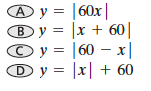 A y = |60x|
B y = |x + 60|
C y = |60 − x|
D y = |x| + 60